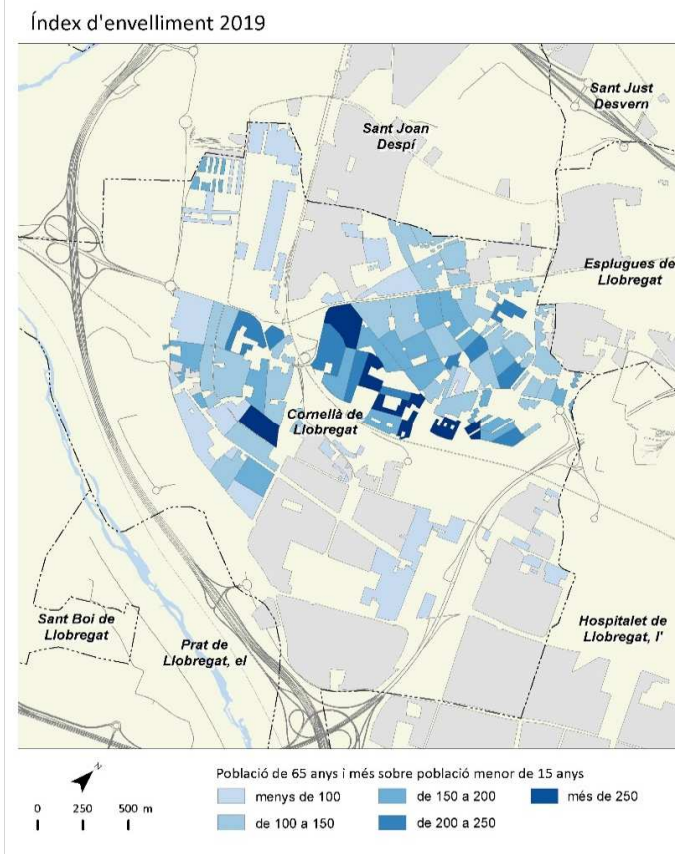 Índex d'envelliment 2019
Sant Just
Desvern
Sant Joan
Despí
Esplugues de
Llobregat
Cornellà de
Llobregat
Sant Boi de
Llobregat
Prat de
Llobregat, el
Hospitalet de
Llobregat, l'
N
0 250 500 m
Població de 65 anys i més sobre població menor de 15 anys
menys de 100
de 150 a 200
més de 250
de 100 a 150
de 200 a 250